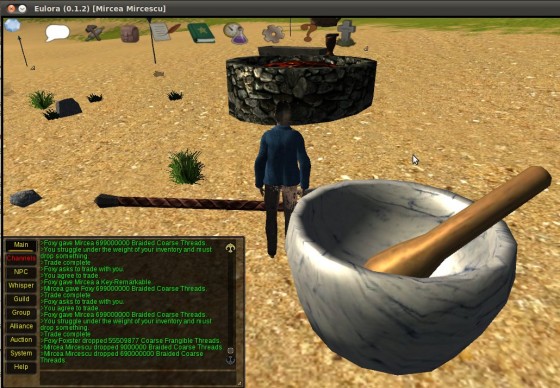 Eulora (0.1.2) [Mircea Mircescu]
Main
Channels
NPC
Whisper
Guild
Group
Alliance
Auction
System
Help
>Foxy gave Mircea 699000000 Braided Coarse Threads.
>You struggle under the weight of your inventory and must
drop something.
>Trade complete
>Foxy asks to trade with you
>You agree to trade
>Foxy gave Mircea a Key Remarkable.
>Mircea gave Foxy 699000000 Braided Coarse Threads.
>Trade complete
>Foxy asks to trade with you
>You agree to trade
>Foxy gave Mircea 699000000 Braided Coarse Threads.
>You struggle under the weight of your inventory and must
drop something.
>Trade complete
>Foxy Foxster dropped 59509877 Coarse Frangible Threads.
>Mircea Mircescu dropped 9000000 Braided Coarse Threads.
>Mircea Mircescu dropped 690000000 Braided Coarse
Threads.